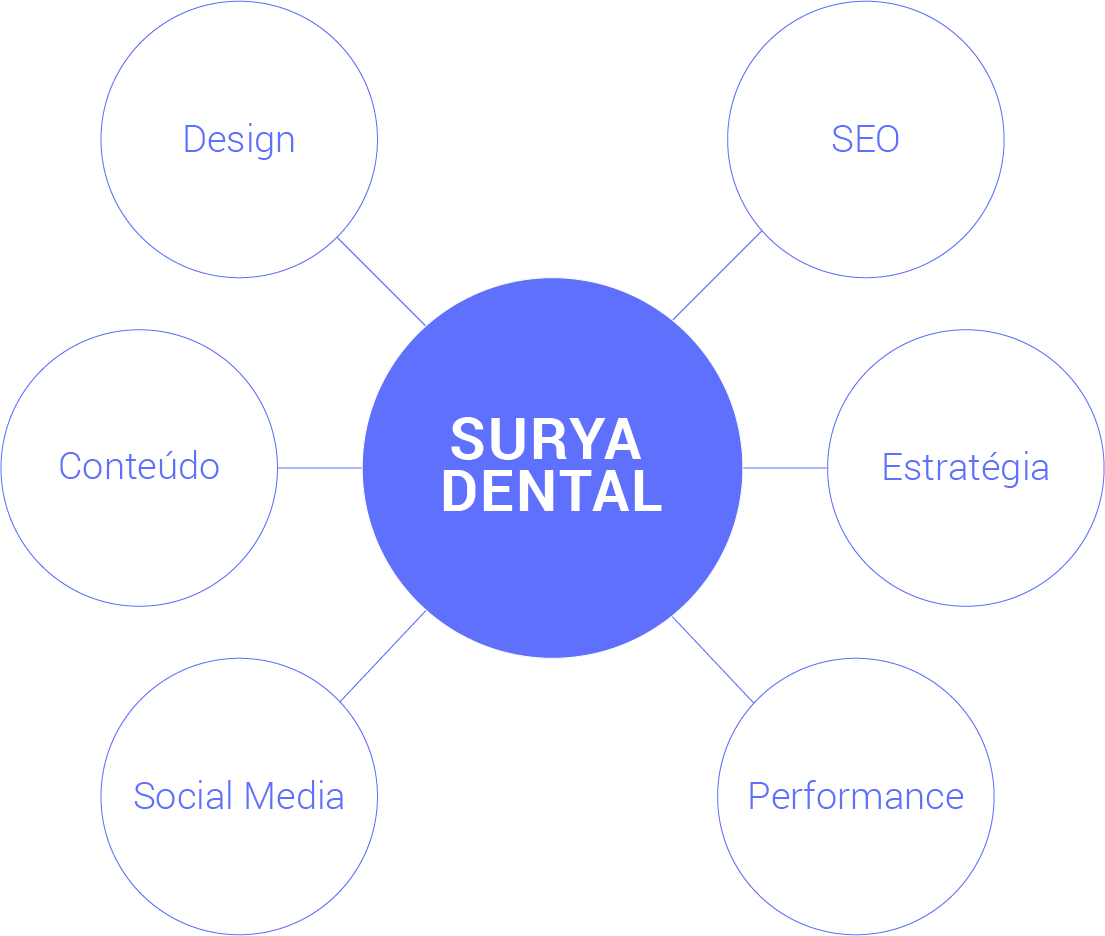 Design
SEO
Conteúdo
SURYA
DENTAL
Estratégia
Social Media
Performance